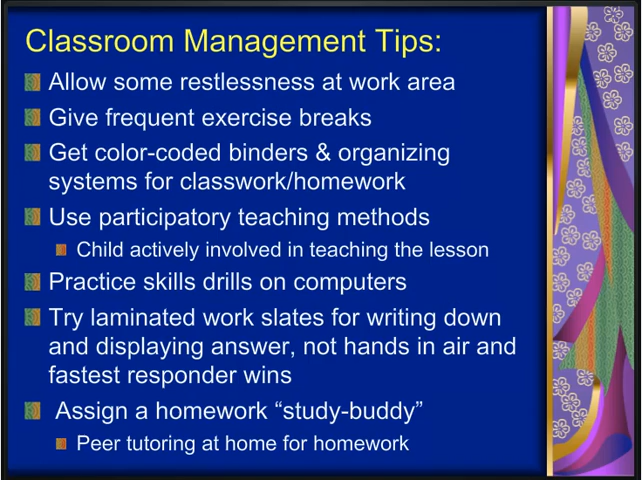 Classroom Management Tips:
Allow some restlessness at work area
Give frequent exercise breaks
Get color-coded binders & organizing
systems for classwork/homework
Use participatory teaching methods
Child actively involved in teaching the lesson
Practice skills drills on computers
Try laminated work slates for writing down
and displaying answer, not hands in air and
fastest responder wins
Assign a homework “study-buddy”
Peer tutoring at home for homework